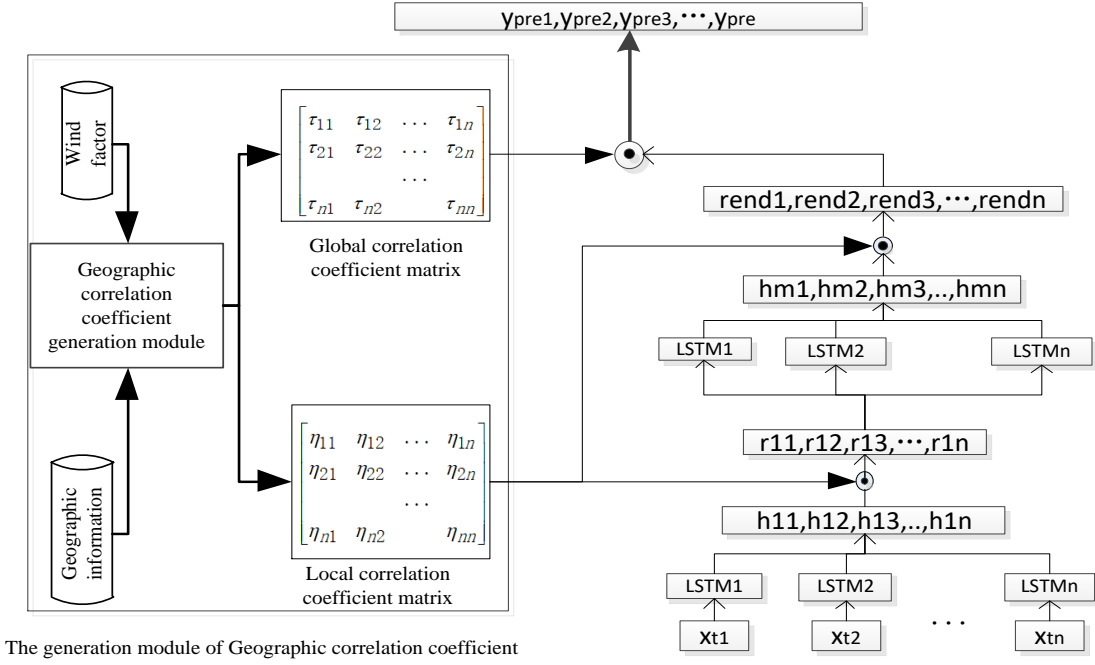 ypre1,ypre2,ypre3,⋯,ypre
Wind
factor
τ11 τ12 ⋯ τ1n
τ21 τ22 ⋯ τ2n
⋯
τn1 τn2 τnn
Global correlation
coefficient matrix
Geographic
correlation
coefficient
generation module
Geographic
information
η11 η12 ⋯ η1n
η21 η22 ⋯ η2n
⋯
ηn1 ηn2 ηnn
Local correlation
coefficient matrix
The generation module of Geographic correlation coefficient
rend1,rend2,rend3,⋯,rendn
hm1,hm2,hm3,..,hmn
LSTM1 LSTM2 LSTMn
r11,r12,r13,⋯,r1n
h11,h12,h13,..,h1n
LSTM1 LSTM2 LSTMn
⋯
xt1 xt2 xtn